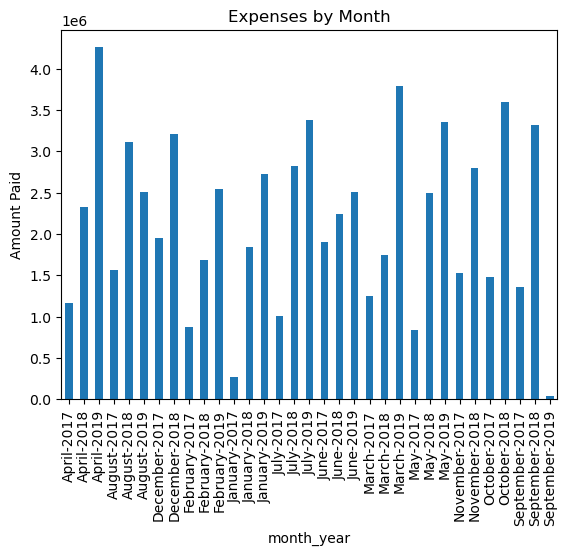 Expenses by Month
1e6
4.0
3.5
3.0
2.5
2.0
1.5
1.0
0.5
0.0
Amount Paid
April-2017
April-2018
April-2019
August-2017
August-2018
August-2019
December-2017
December-2018
February-2017
February-2018
February-2019
January-2017
January-2018
January-2019
July-2017
July-2018
July-2019
June-2017
June-2018
June-2019
March-2017
March-2018
March-2019
May-2017
May-2018
May-2019
November-2017
November-2018
October-2017
October-2018
September-2017
September-2018
September-2019
month_year